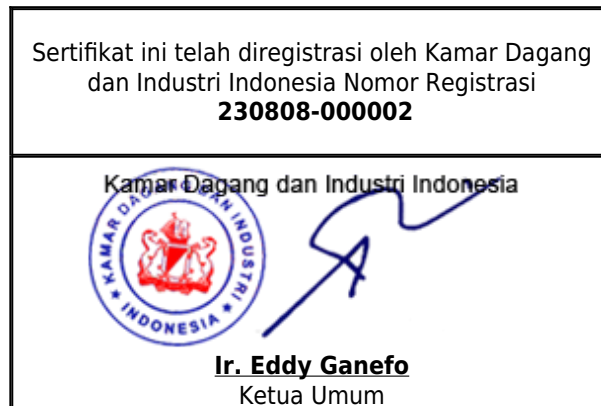 Sertifikat ini telah diregistrasi oleh Kamar Dagang
dan Industri Indonesia Nomor Registrasi
230808-000002
Kamar Dagang dan Industri Indonesia
KAMAR DAGANG DAN INDUSTRI
INDONESIA
Ir. Eddy Ganefo
Ketua Umum